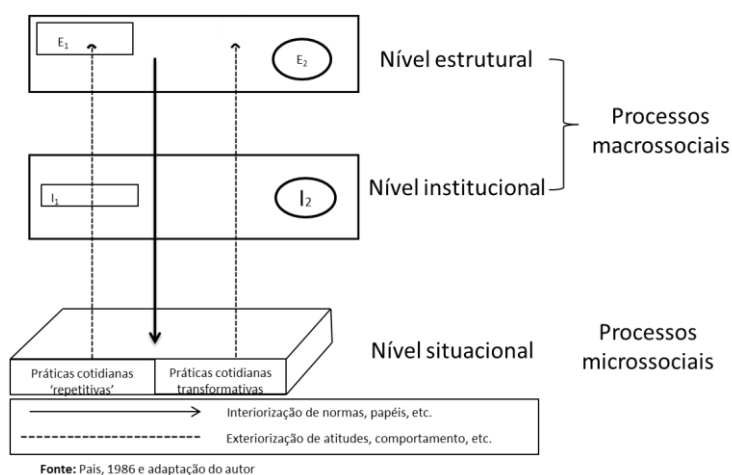 E1
E2
Nível estrutural
Processos
macrossociais
I1
I2
Nível institucional
Nível situacional
Processos
microssociais
Práticas cotidianas
'repetitivas'
Práticas cotidianas
transformativas
Interiorização de normas, papéis, etc.
Exteriorização de atitudes, comportamento, etc.
Fonte: Pais, 1986 e adaptação do autor